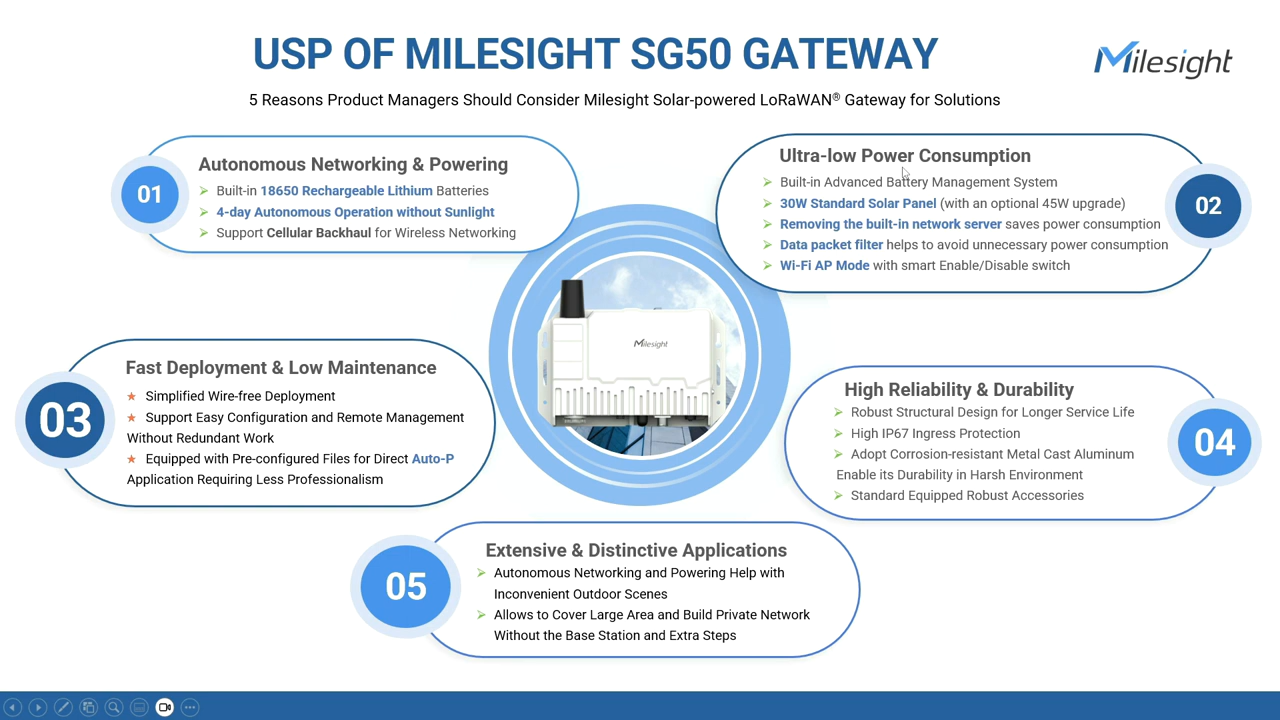 USP OF MILESIGHT SG50 GATEWAY
Milesight
5 Reasons Product Managers Should Consider Milesight Solar-powered LoRaWAN® Gateway for Solutions
01
Autonomous Networking & Powering
Built-in 18650 Rechargeable Lithium Batteries
4-day Autonomous Operation without Sunlight
Support Cellular Backhaul for Wireless Networking
Ultra-low Power Consumption
Built-in Advanced Battery Management System
30W Standard Solar Panel (with an optional 45W upgrade)
Removing the built-in network server saves power consumption
Data packet filter helps to avoid unnecessary power consumption
Wi-Fi AP Mode with smart Enable/Disable switch
02
Milesight
03
Fast Deployment & Low Maintenance
Simplified Wire-free Deployment
Support Easy Configuration and Remote Management
Without Redundant Work
Equipped with Pre-configured Files for Direct Auto-P
Application Requiring Less Professionalism
High Reliability & Durability
Robust Structural Design for Longer Service Life
High IP67 Ingress Protection
Adopt Corrosion-resistant Metal Cast Aluminum
Enable its Durability in Harsh Environment
Standard Equipped Robust Accessories
04
05
Extensive & Distinctive Applications
Autonomous Networking and Powering Help with
Inconvenient Outdoor Scenes
Allows to Cover Large Area and Build Private Network
Without the Base Station and Extra Steps